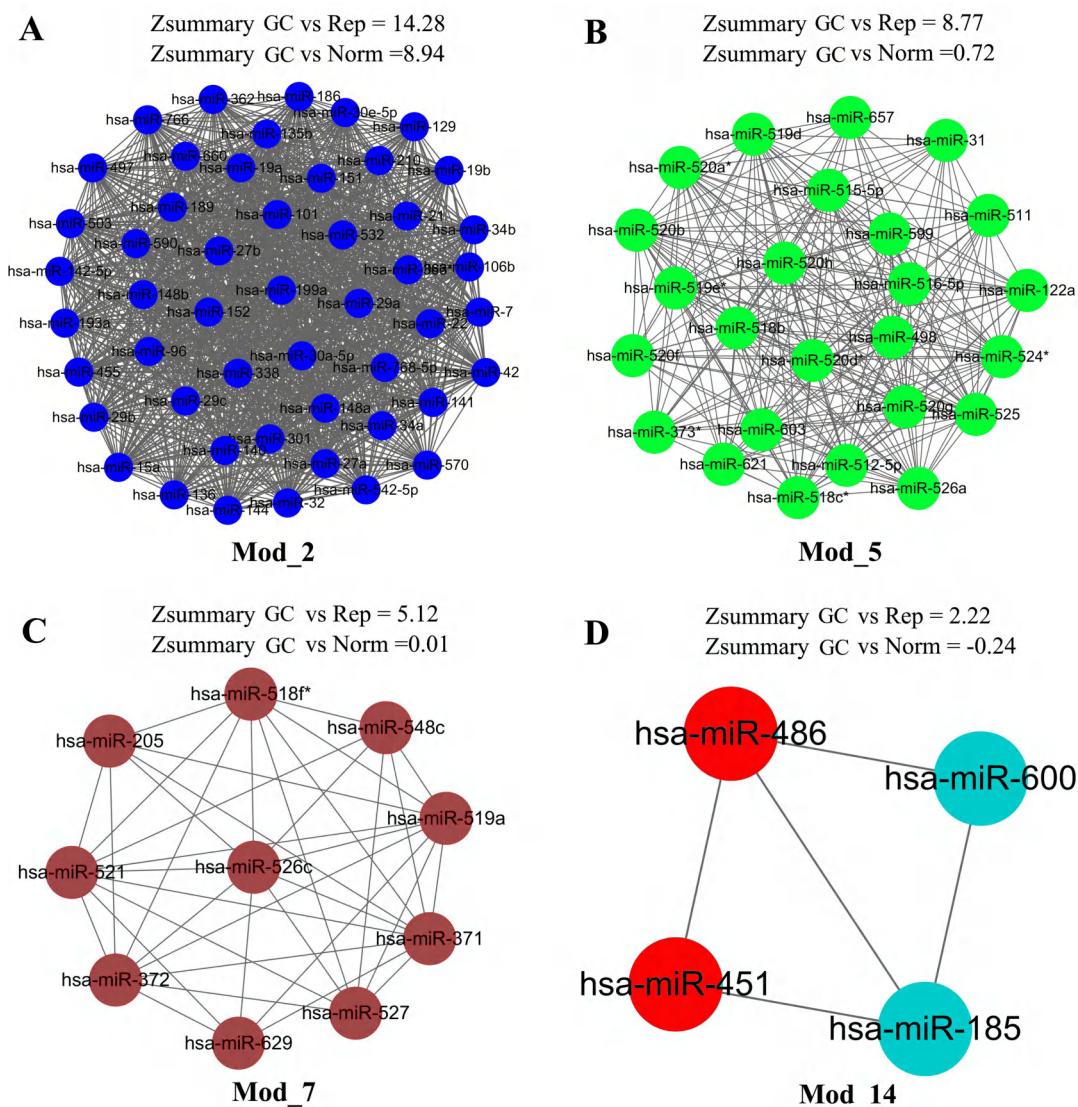 A
Zsummary GC vs Rep = 14.28
Zsummary GC vs Norm =8.94
hsa-miR-186
hsa-miR-362
hsa-miR-30e-5p
hsa-miR-766
hsa-miR-129
hsa-miR-135b
hsa-miR-660
hsa-miR-210
hsa-miR-497
hsa-miR-19a
hsa-miR-19b
hsa-miR-151
hsa-miR-189
hsa-miR-101
hsa-miR-21
hsa-miR-503
hsa-miR-34b
hsa-miR-532
hsa-miR-590
hsa-miR-27b
hsa-miR-142-5p
hsa-miR-106b
hsa-miR-148b
hsa-miR-199a
hsa-miR-29a
hsa-miR-152
hsa-miR-7
hsa-miR-193a
hsa-miR-22
hsa-miR-96
hsa-miR-30a-5p
hsa-miR-455
hsa-miR-338
hsa-miR-768-5p
hsa-miR-42
hsa-miR-29c
hsa-miR-141
hsa-miR-29b
hsa-miR-148a
hsa-miR-34a
hsa-miR-301
hsa-miR-140
hsa-miR-15a
hsa-miR-27a
hsa-miR-570
hsa-miR-542-5p
hsa-miR-136
hsa-miR-32
hsa-miR-144
Mod_2
B
Zsummary GC vs Rep = 8.77
Zsummary GC vs Norm =0.72
hsa-miR-657
hsa-miR-519d
hsa-miR-31
hsa-miR-520a*
hsa-miR-515-5p
hsa-miR-511
hsa-miR-520b
hsa-miR-599
hsa-miR-520h
hsa-miR-516-5p
hsa-miR-519e*
hsa-miR-122a
hsa-miR-518b
hsa-miR-498
hsa-miR-520f
hsa-miR-520d*
hsa-miR-524*
hsa-miR-520g
hsa-miR-525
hsa-miR-373*
hsa-miR-603
hsa-miR-621
hsa-miR-512-5p
hsa-miR-526a
hsa-miR-518c*
Mod_5
C
Zsummary GC vs Rep = 5.12
Zsummary GC vs Norm =0.01
hsa-miR-518f*
hsa-miR-548c
hsa-miR-205
hsa-miR-519a
hsa-miR-526c
hsa-miR-521
hsa-miR-371
hsa-miR-372
hsa-miR-527
hsa-miR-629
Mod_7
D
Zsummary GC vs Rep = 2.22
Zsummary GC vs Norm = -0.24
hsa-miR-486
hsa-miR-600
hsa-miR-451
hsa-miR-185
Mod_14